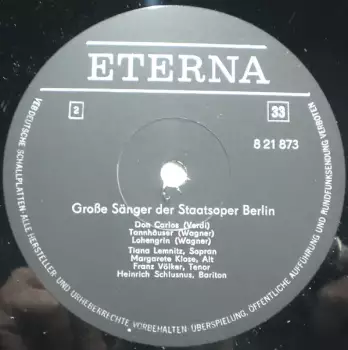 ETERNA
2
33
8 21 873
Große Sänger der Staatsoper Berlin
Don Carlos (Verdi)
Tannhäuser (Wagner)
Lohengrin (Wagner)
Tiana Lemnitz, Sopran
Margarete Klose, Alt
Franz Völker, Tenor
Heinrich Schlusnus, Bariton
VEB DEUTSCHE SCHALLPLATTEN · ALLE HERSTELLER- UND URHEBERRECHTE VORBEHALTEN · ÜBERSPIELUNG, ÖFFENTLICHE AUFFÜHRUNG UND RUNDFUNKSENDUNG VERBOTEN